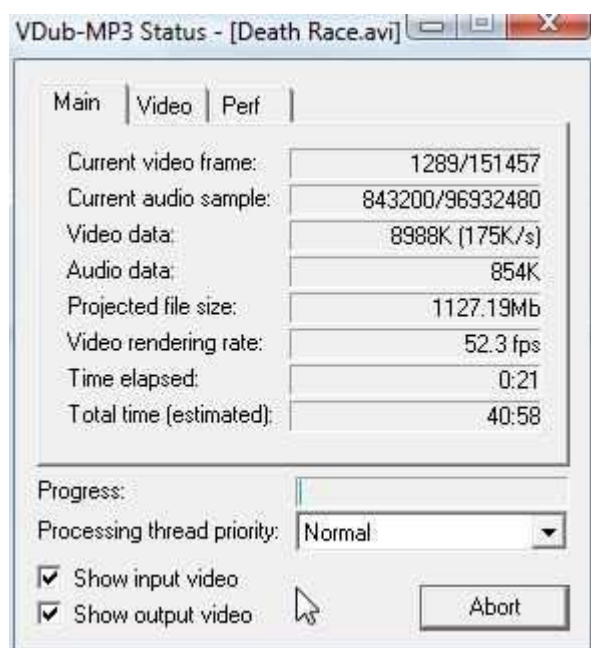 VDub-MP3 Status - [Death Race.avi]
Main Video Perf
Current video frame: 1289/151457
Current audio sample: 843200/96932480
Video data: 8988K (175K/s)
Audio data: 854K
Projected file size: 1127.19Mb
Video rendering rate: 52.3 fps
Time elapsed: 0:21
Total time (estimated): 40:58
Progress:
Processing thread priority: Normal
Show input video
Show output video
Abort